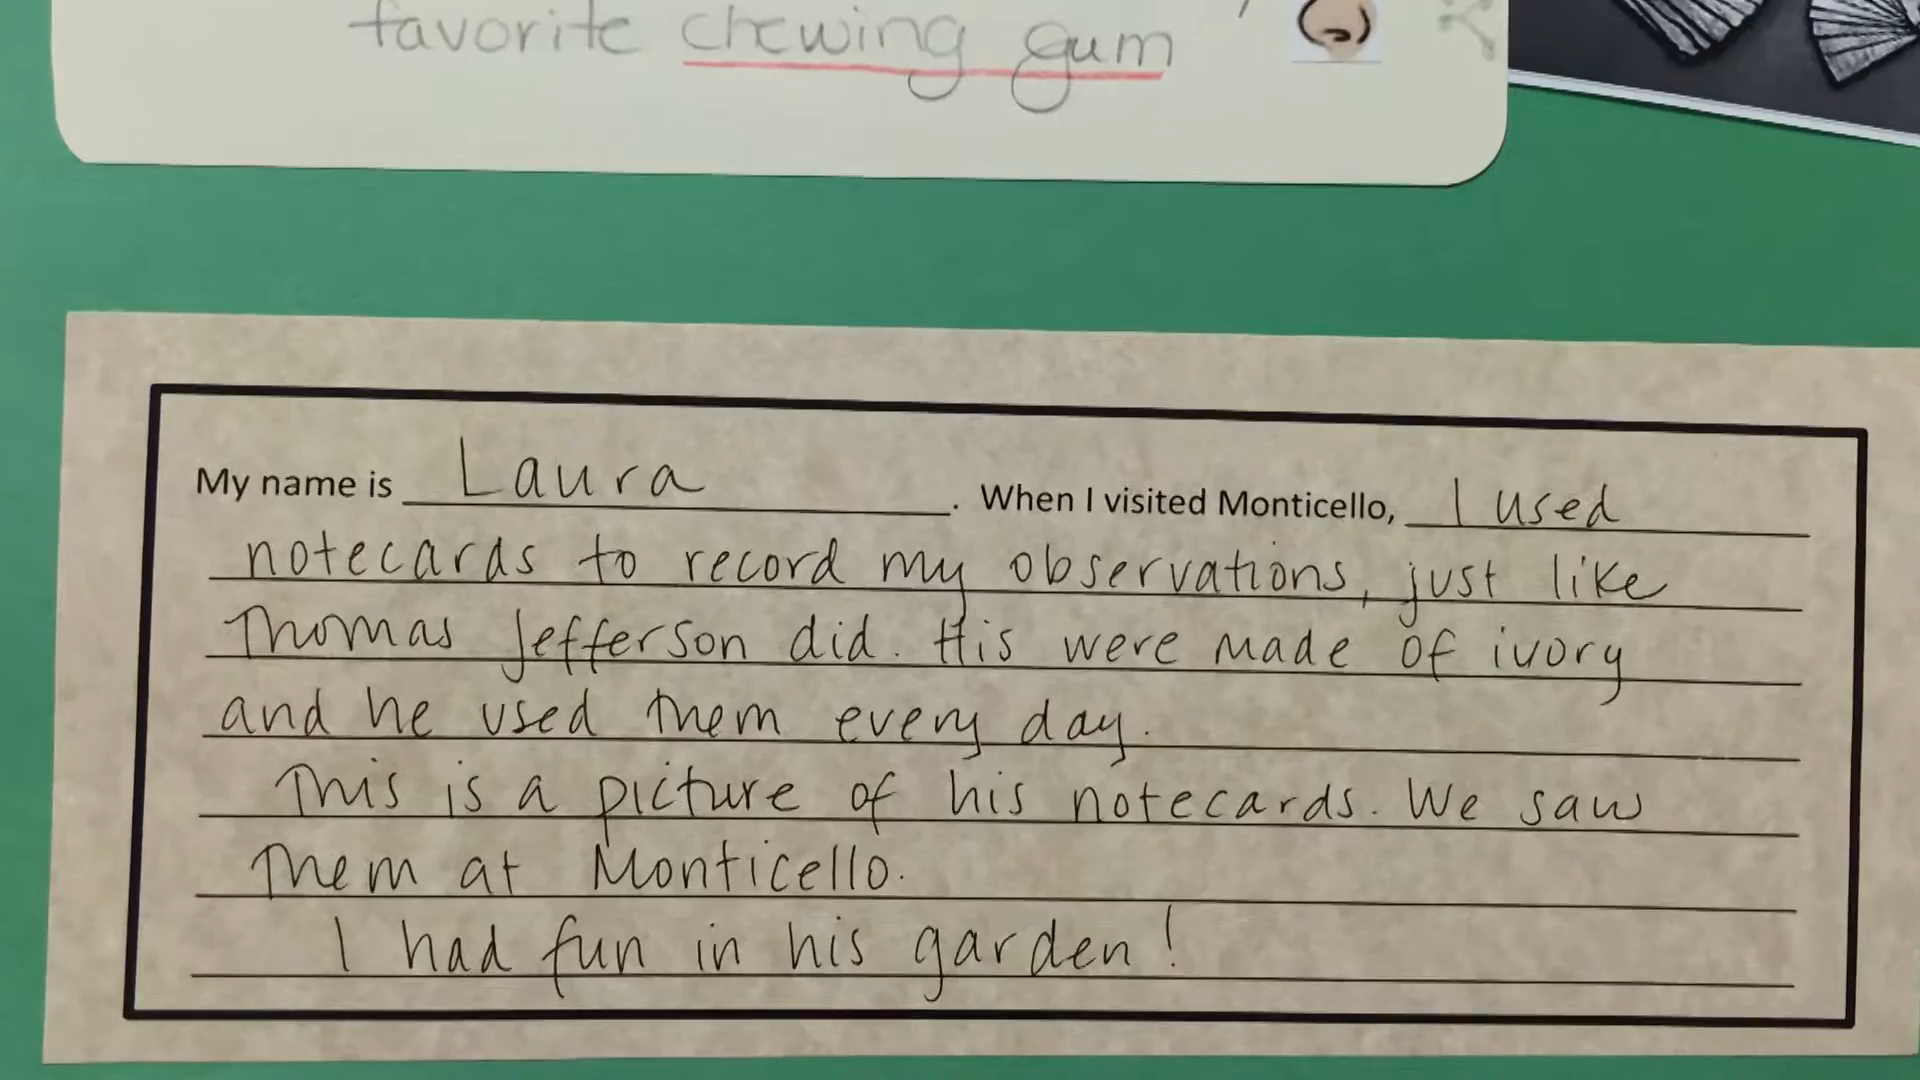 favorite chewing gum
My name is Laura. When I visited Monticello, I used
notecards to record my observations, just like
Thomas Jefferson did. His were made of ivory
and he used them every day.
This is a picture of his notecards. We saw
them at Monticello.
I had fun in his garden!